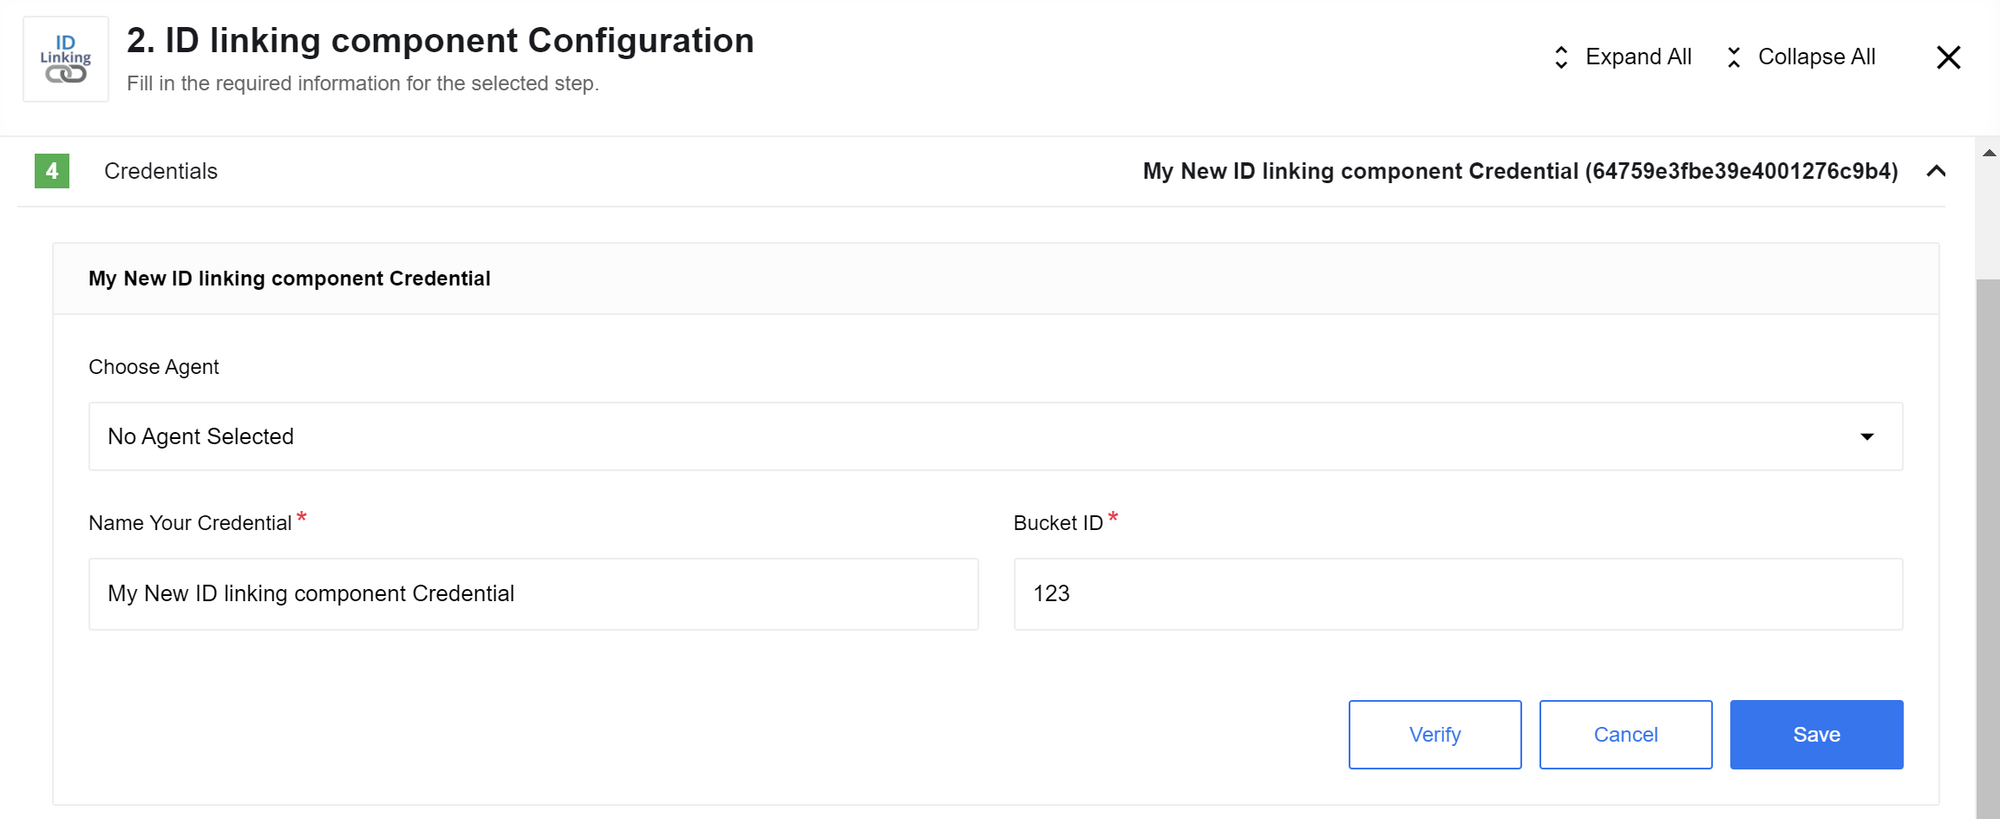 ID
Linking
2. ID linking component Configuration
Fill in the required information for the selected step.
Expand All
Collapse All
4
Credentials
My New ID linking component Credential (64759e3fbe39e4001276c9b4)
My New ID linking component Credential
Choose Agent
No Agent Selected
Name Your Credential*
Bucket ID*
My New ID linking component Credential
123
Verify
Cancel
Save